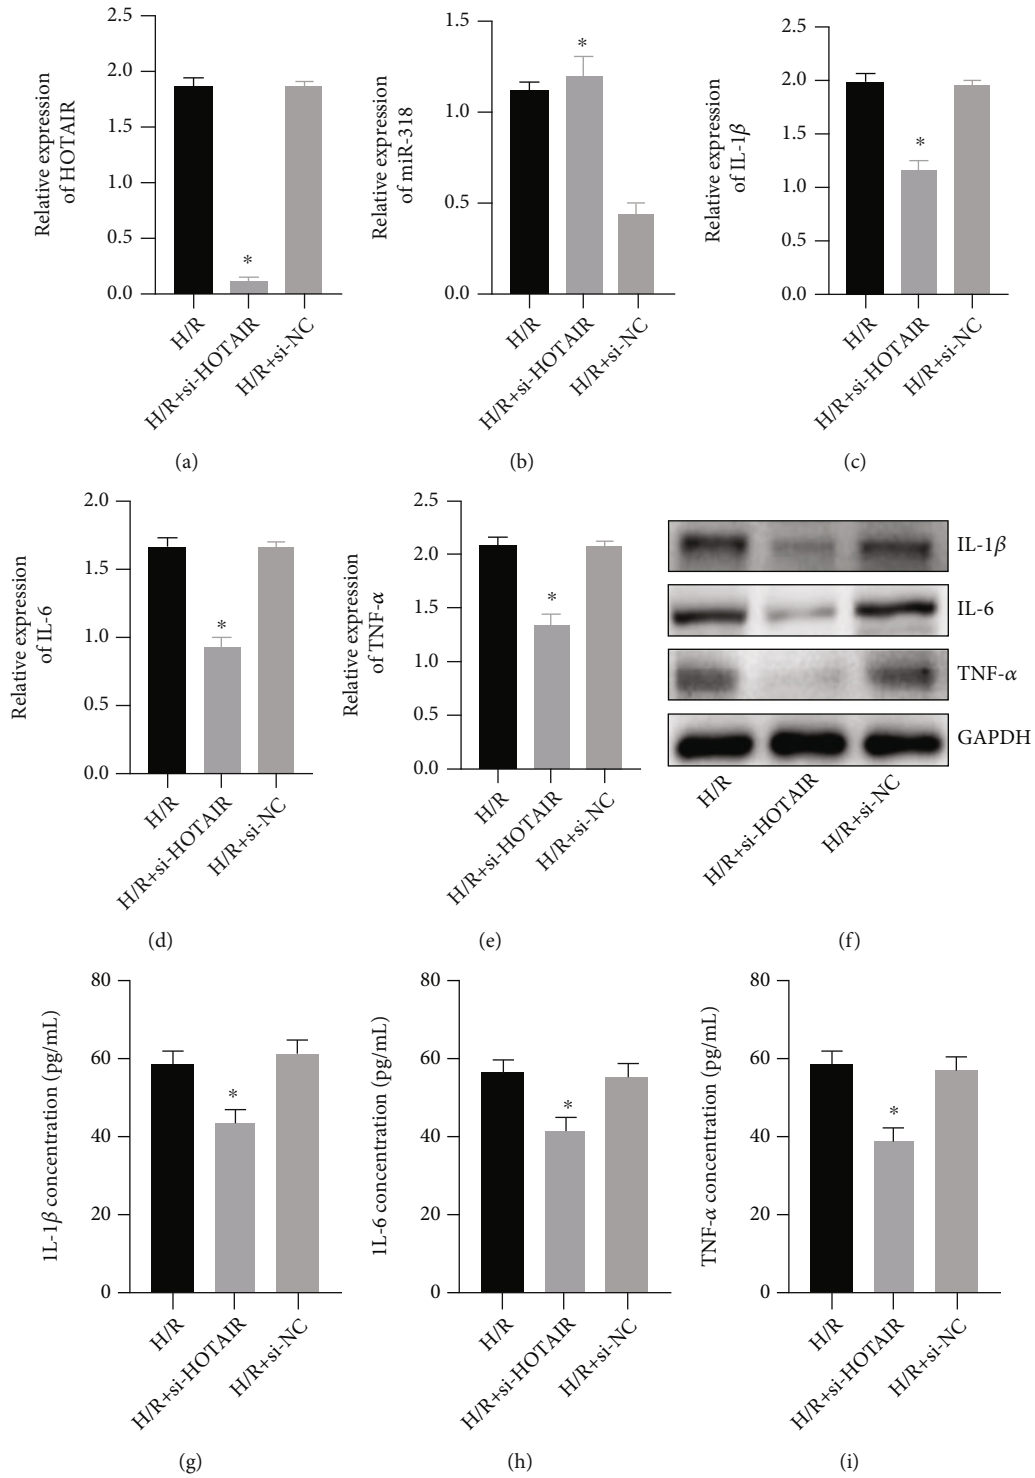 Relative expression
of HOTAIR
2.5
2.0
1.5
1.0
0.5
0.0
*
H/R
H/R+si-HOTAIR
H/R+si-NC
(a)
Relative expression
of miR-318
1.5
1.0
0.5
0.0
*
H/R
H/R+si-HOTAIR
H/R+si-NC
(b)
Relative expression
of IL-1β
2.5
2.0
1.5
1.0
0.5
0.0
*
H/R
H/R+si-HOTAIR
H/R+si-NC
(c)
Relative expression
of IL-6
2.0
1.5
1.0
0.5
0.0
*
H/R
H/R+si-HOTAIR
H/R+si-NC
(d)
Relative expression
of TNF-α
2.5
2.0
1.5
1.0
0.5
0.0
*
H/R
H/R+si-HOTAIR
H/R+si-NC
(e)
IL-1β
IL-6
TNF-α
GAPDH
H/R
H/R+si-HOTAIR
H/R+si-NC
(f)
1L-1β concentration (pg/mL)
80
60
40
20
0
*
H/R
H/R+si-HOTAIR
H/R+si-NC
(g)
1L-6 concentration (pg/mL)
80
60
40
20
0
*
H/R
H/R+si-HOTAIR
H/R+si-NC
(h)
TNF-α concentration (pg/mL)
80
60
40
20
0
*
H/R
H/R+si-HOTAIR
H/R+si-NC
(i)